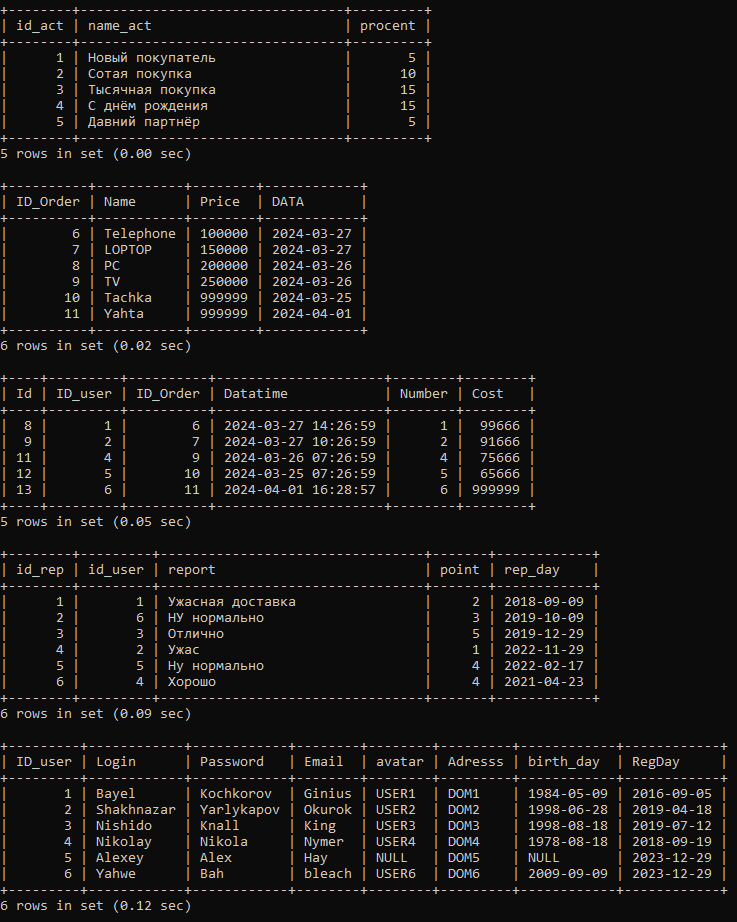 +--------+---------------------------------+---------+
| id_act | name_act                        | procent |
+--------+---------------------------------+---------+
|      1 | Новый покупатель                |       5 |
|      2 | Сотая покупка                   |      10 |
|      3 | Тысячная покупка                |      15 |
|      4 | С днём рождения                 |      15 |
|      5 | Давний партнёр                  |       5 |
+--------+---------------------------------+---------+
5 rows in set (0.00 sec)

+----------+-----------+--------+------------+
| ID_Order | Name      | Price  | DATA       |
+----------+-----------+--------+------------+
|        6 | Telephone | 100000 | 2024-03-27 |
|        7 | LOPTOP    | 150000 | 2024-03-27 |
|        8 | PC        | 200000 | 2024-03-26 |
|        9 | TV        | 250000 | 2024-03-26 |
|       10 | Tachka    | 999999 | 2024-03-25 |
|       11 | Yahta     | 999999 | 2024-04-01 |
+----------+-----------+--------+------------+
6 rows in set (0.02 sec)

+----+---------+----------+---------------------+--------+--------+
| Id | ID_user | ID_Order | Datatime            | Number | Cost   |
+----+---------+----------+---------------------+--------+--------+
|  8 |       1 |        6 | 2024-03-27 14:26:59 |      1 |  99666 |
|  9 |       2 |        7 | 2024-03-27 10:26:59 |      2 |  91666 |
| 11 |       4 |        9 | 2024-03-26 07:26:59 |      4 |  75666 |
| 12 |       5 |       10 | 2024-03-25 07:26:59 |      5 |  65666 |
| 13 |       6 |       11 | 2024-04-01 16:28:57 |      6 | 999999 |
+----+---------+----------+---------------------+--------+--------+
5 rows in set (0.05 sec)

+--------+---------+---------------------------------+-------+------------+
| id_rep | id_user | report                          | point | rep_day    |
+--------+---------+---------------------------------+-------+------------+
|      1 |       1 | Ужасная доставка                |     2 | 2018-09-09 |
|      2 |       6 | НУ нормально                    |     3 | 2019-10-09 |
|      3 |       3 | Отлично                         |     5 | 2019-12-29 |
|      4 |       2 | Ужас                            |     1 | 2022-11-29 |
|      5 |       5 | Ну нормально                    |     4 | 2022-02-17 |
|      6 |       4 | Хорошо                          |     4 | 2021-04-23 |
+--------+---------+---------------------------------+-------+------------+
6 rows in set (0.09 sec)

+---------+-----------+------------+--------+--------+---------+------------+------------+
| ID_user | Login     | Password   | Email  | avatar | Adresss | birth_day  | RegDay     |
+---------+-----------+------------+--------+--------+---------+------------+------------+
|       1 | Bayel     | Kochkorov  | Ginius | USER1  | DOM1    | 1984-05-09 | 2016-09-05 |
|       2 | Shakhnazar | Yarlykapov | Okurok | USER2  | DOM2    | 1998-06-28 | 2019-04-18 |
|       3 | Nishido   | Knall      | King   | USER3  | DOM3    | 1998-08-18 | 2019-07-12 |
|       4 | Nikolay   | Nikola     | Nymer  | USER4  | DOM4    | 1978-08-18 | 2018-09-19 |
|       5 | Alexey    | Alex       | Hay    | NULL   | DOM5    | NULL       | 2023-12-29 |
|       6 | Yahwe     | Bah        | bleach | USER6  | DOM6    | 2009-09-09 | 2023-12-29 |
+---------+-----------+------------+--------+--------+---------+------------+------------+
6 rows in set (0.12 sec)